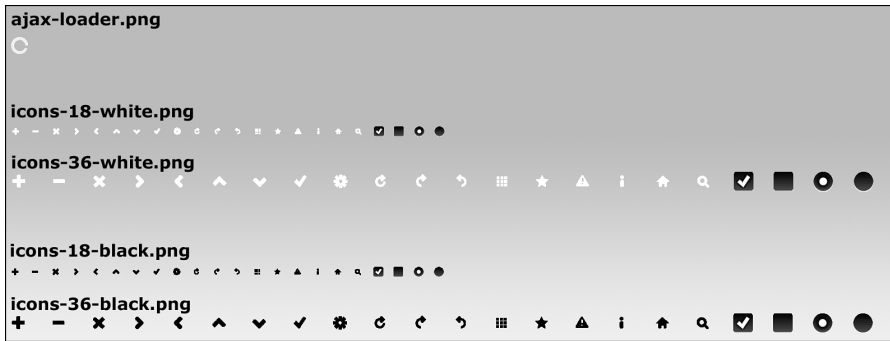 ajax-loader.png
icons-18-white.png
icons-36-white.png
icons-18-black.png
icons-36-black.png